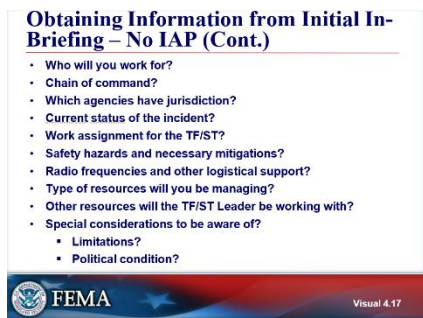 Obtaining Information from Initial In-
Briefing – No IAP (Cont.)
• Who will you work for?
• Chain of command?
• Which agencies have jurisdiction?
• Current status of the incident?
• Work assignment for the TF/ST?
• Safety hazards and necessary mitigations?
• Radio frequencies and other logistical support?
• Type of resources will you be managing?
• Other resources will the TF/ST Leader be working with?
• Special considerations to be aware of?
▪ Limitations?
▪ Political condition?
FEMA
Visual 4.17